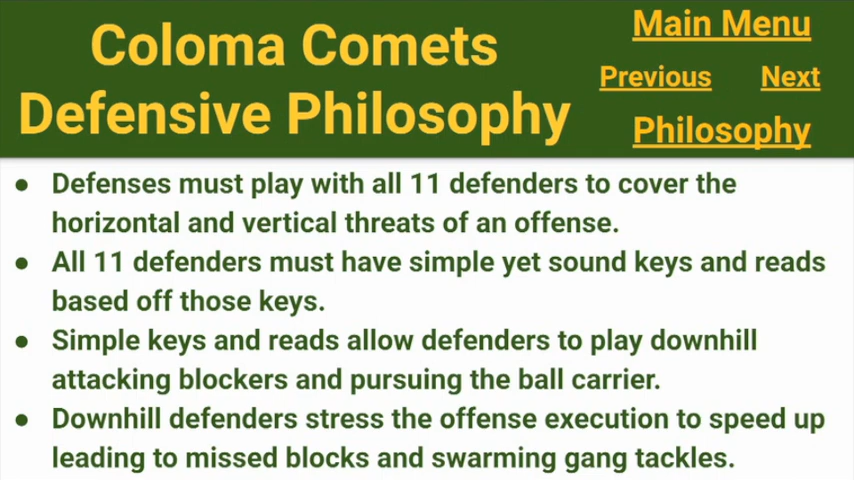 Coloma Comets
Defensive Philosophy
Main Menu
Previous Next
Philosophy
● Defenses must play with all 11 defenders to cover the
horizontal and vertical threats of an offense.
● All 11 defenders must have simple yet sound keys and reads
based off those keys.
● Simple keys and reads allow defenders to play downhill
attacking blockers and pursuing the ball carrier.
● Downhill defenders stress the offense execution to speed up
leading to missed blocks and swarming gang tackles.